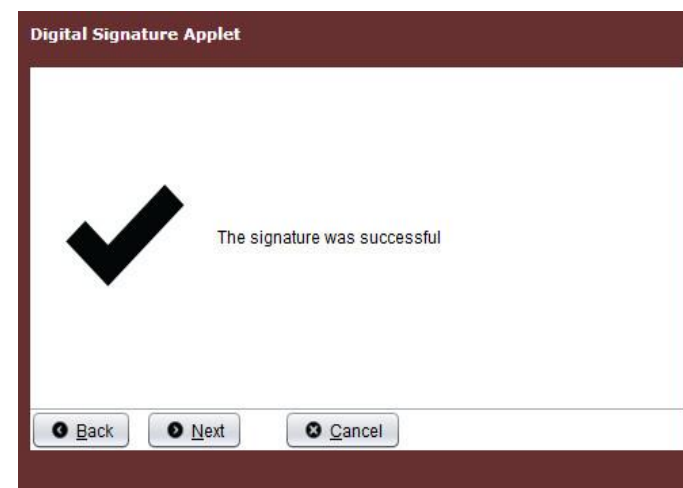 Digital Signature Applet
The signature was successful
Back Next Cancel